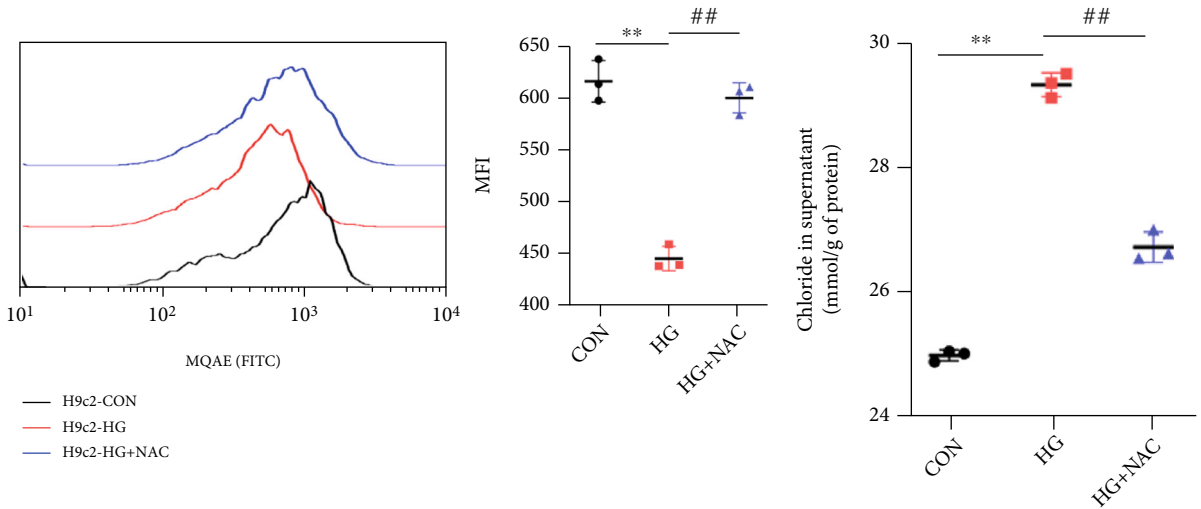 10¹
10²
10³
10⁴
MQAE (FITC)
H9c2-CON
H9c2-HG
H9c2-HG+NAC
**
##
650
600
550
500
450
400
MFI
CON
HG
HG+NAC
**
##
30
28
26
24
Chloride in supernatant
(mmol/g of protein)
CON
HG
HG+NAC